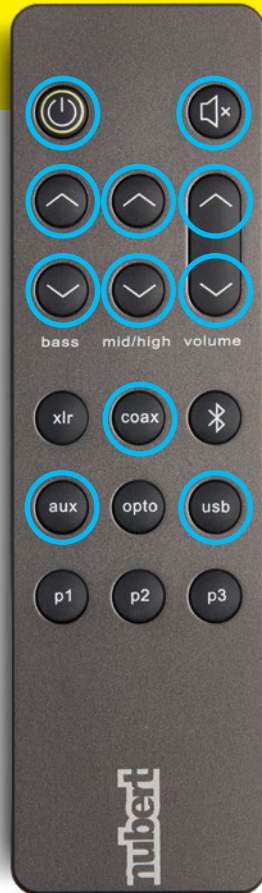 bass mid/high volume
xlr coax
aux opto usb
p1 p2 p3
nubert